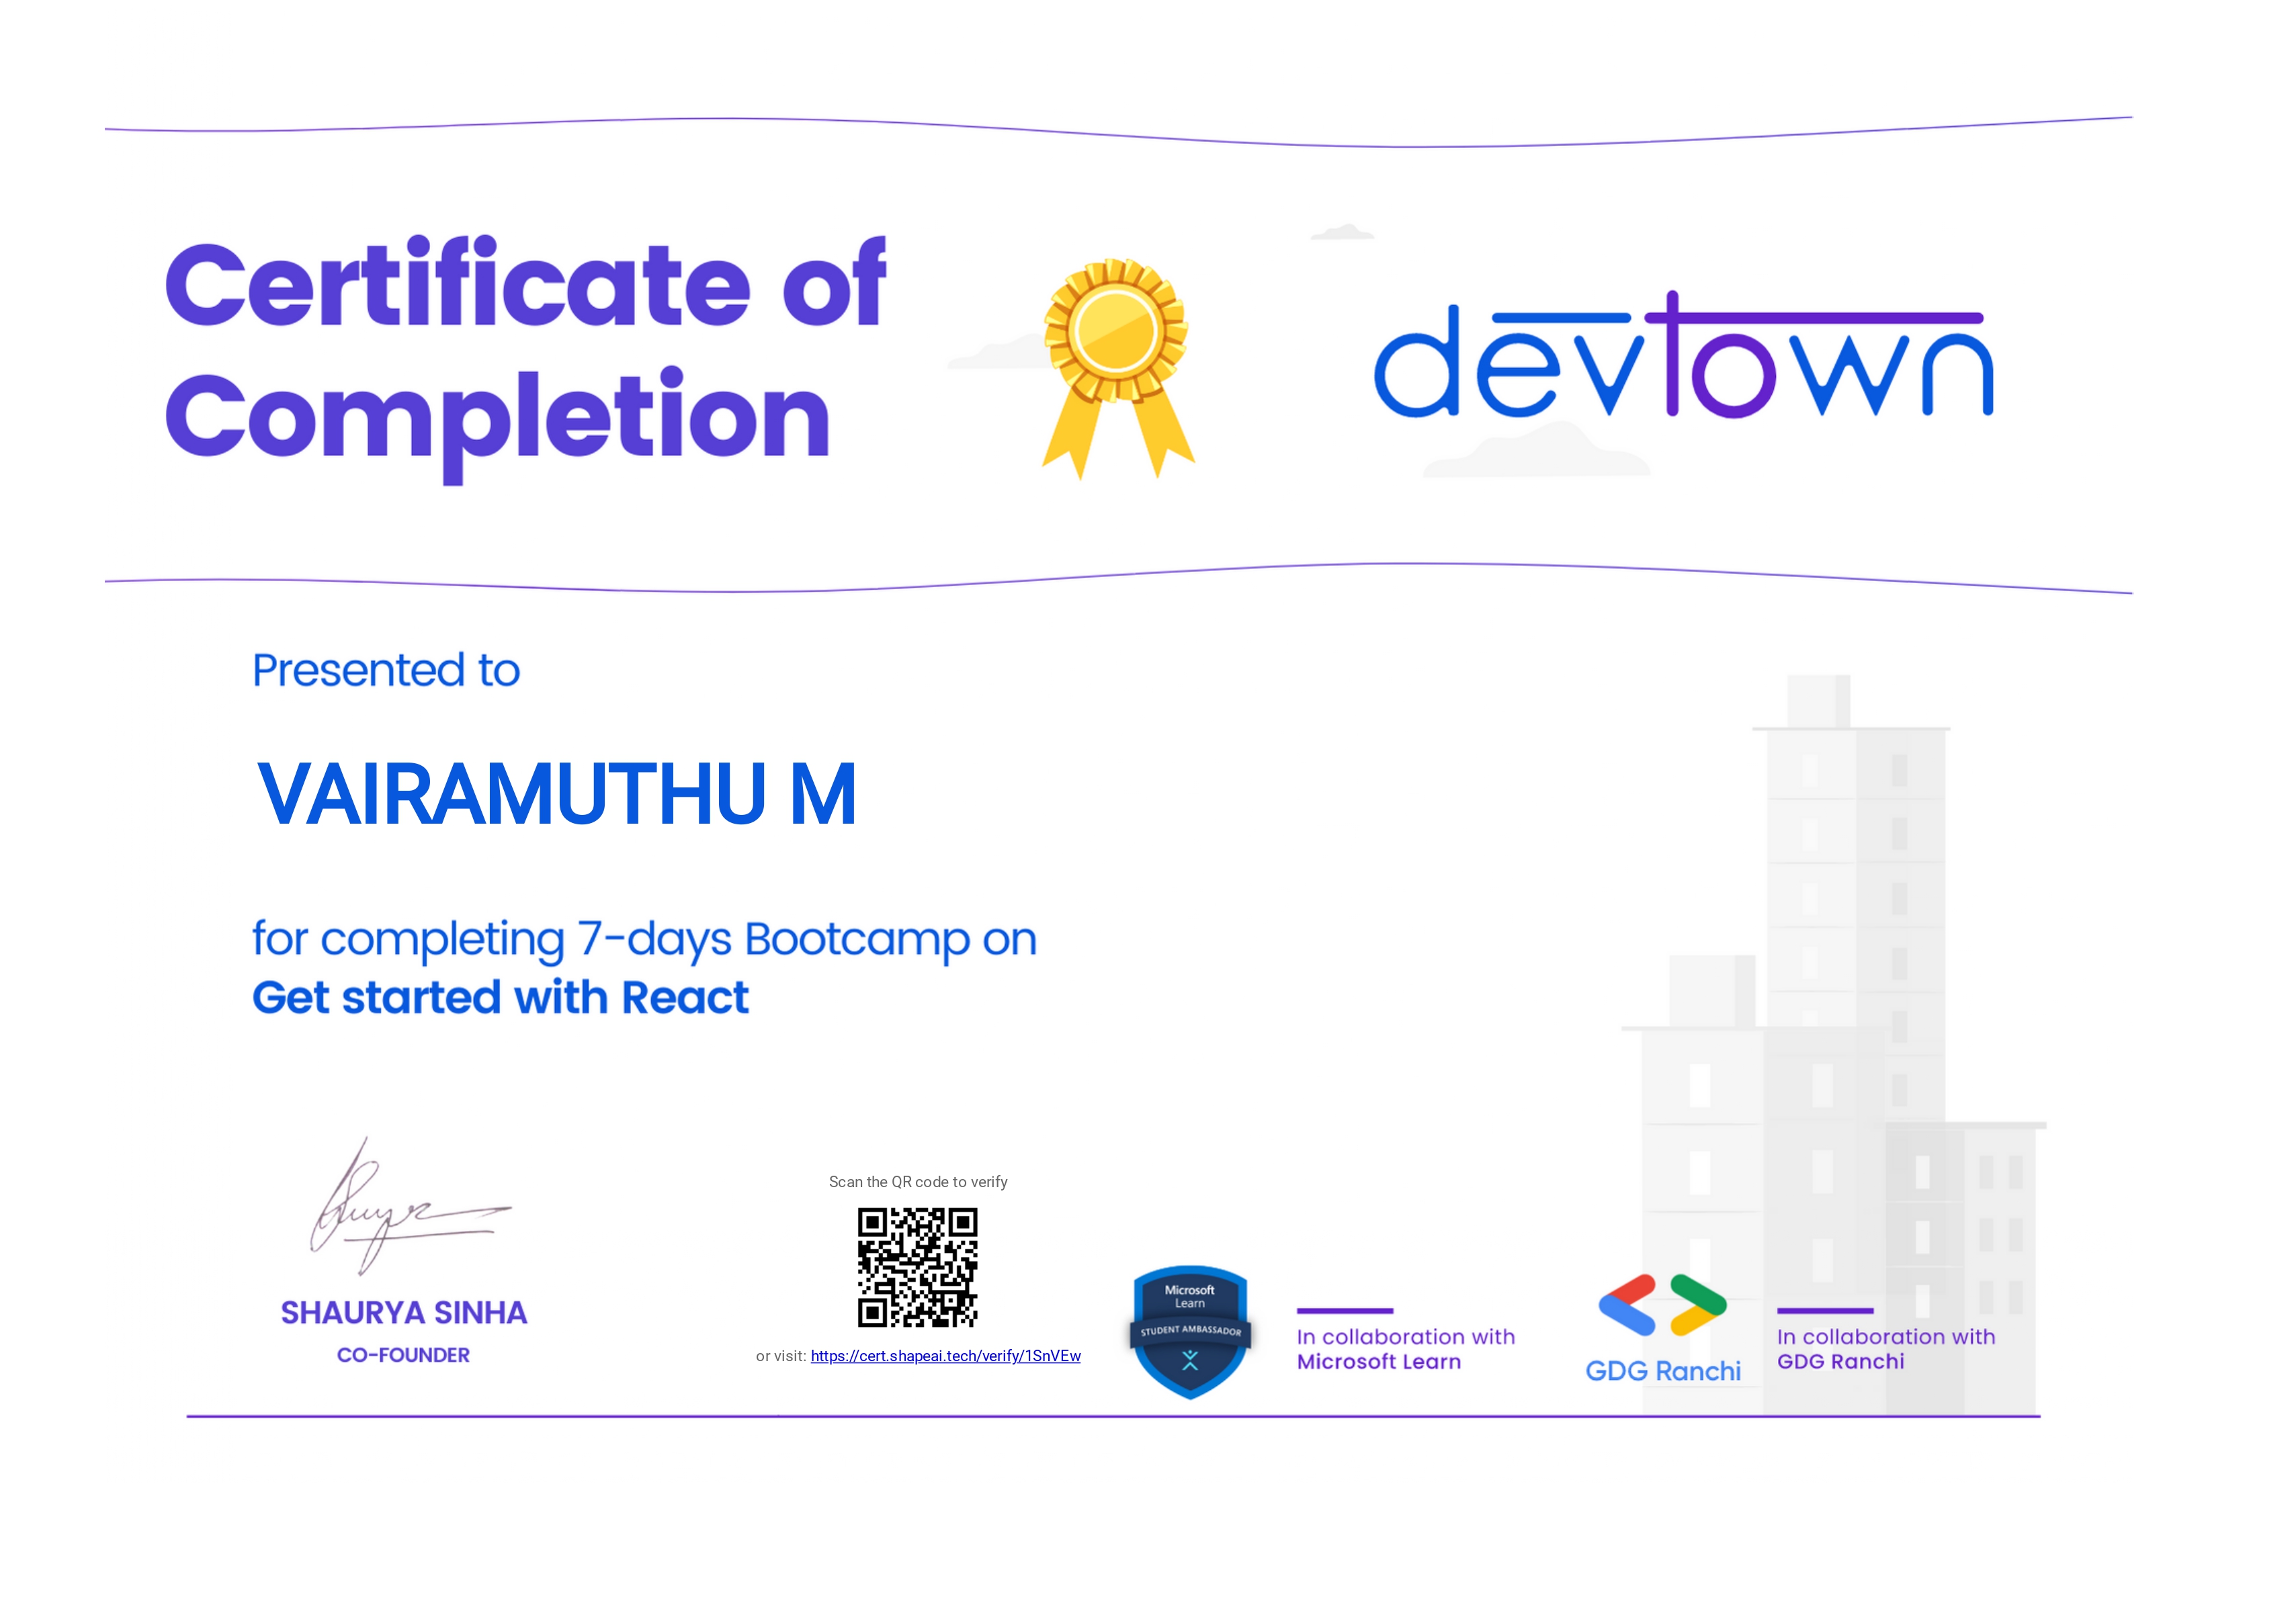 Certificate of
Completion
devtown
Presented to
VAIRAMUTHU M
for completing 7-days Bootcamp on
Get started with React
SHAURYA SINHA
CO-FOUNDER
Scan the QR code to verify
or visit: https://cert.shapeai.tech/verify/1SnVEw
Microsoft
Learn
STUDENT AMBASSADOR
In collaboration with
Microsoft Learn
GDG Ranchi
In collaboration with
GDG Ranchi